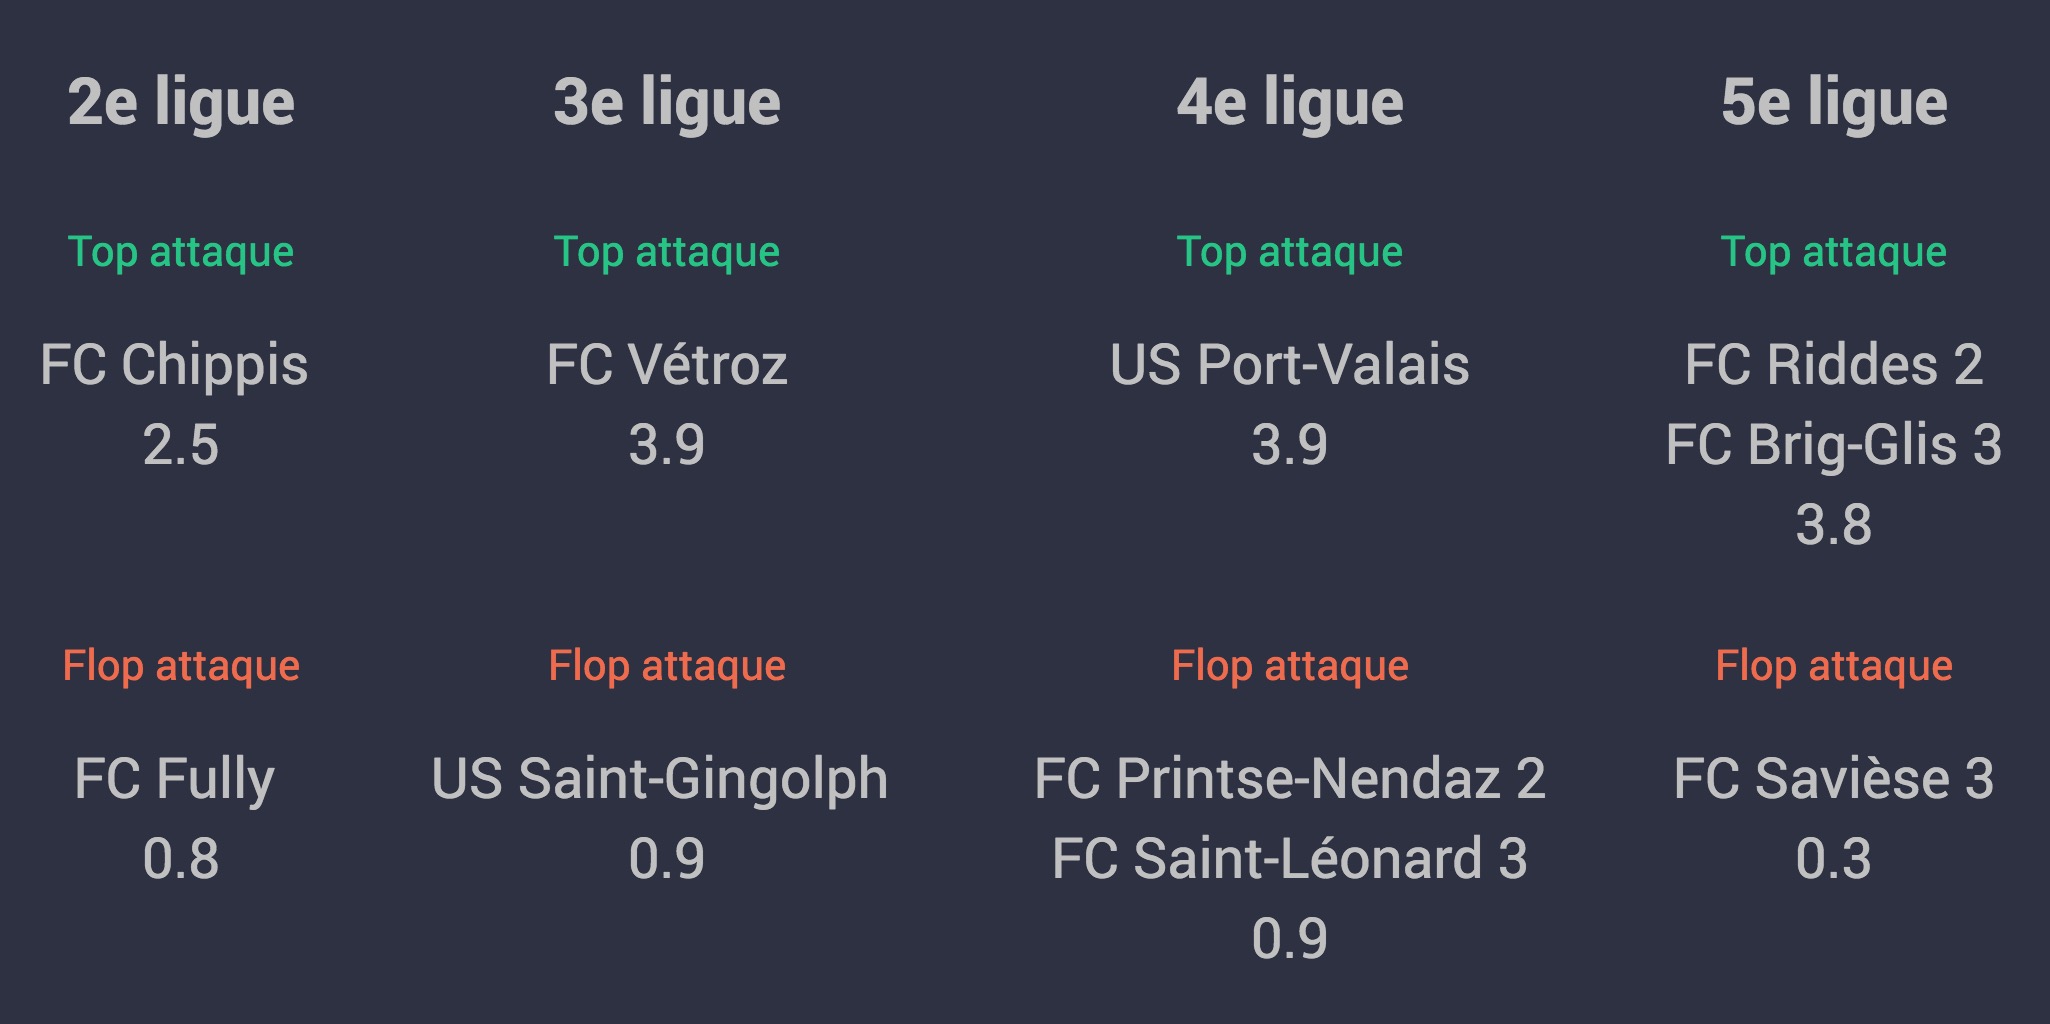 2e ligue
Top attaque
FC Chippis
2.5
Flop attaque
FC Fully
0.8
3e ligue
Top attaque
FC Vétroz
3.9
Flop attaque
US Saint-Gingolph
0.9
4e ligue
Top attaque
US Port-Valais
3.9
Flop attaque
FC Printse-Nendaz 2
FC Saint-Léonard 3
0.9
5e ligue
Top attaque
FC Riddes 2
FC Brig-Glis 3
3.8
Flop attaque
FC Savièse 3
0.3